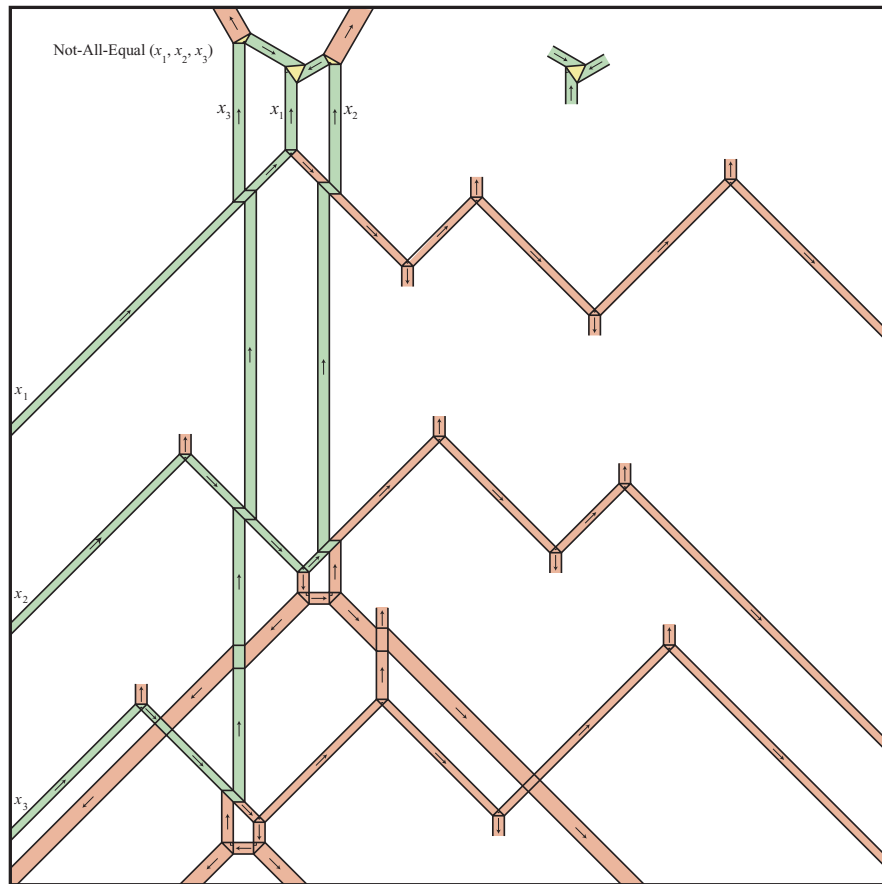 Not-All-Equal (x₁, x₂, x₃)
x₃
x₁
x₂
x₁
x₂
x₃